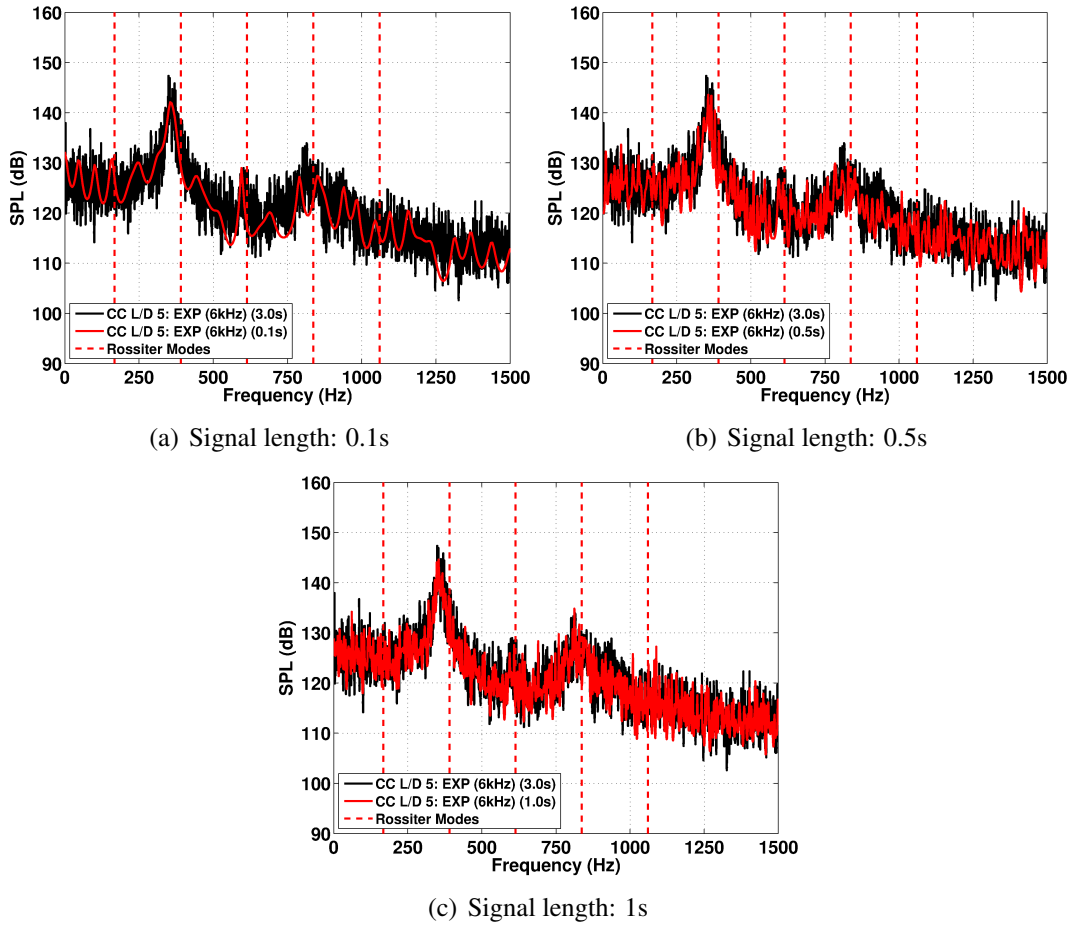 160
150
140
130
120
110
100
90
SPL (dB)
CC L/D 5: EXP (6kHz) (3.0s)
CC L/D 5: EXP (6kHz) (0.1s)
Rossiter Modes
0 250 500 750 1000 1250 1500
Frequency (Hz)
(a) Signal length: 0.1s
160
150
140
130
120
110
100
90
SPL (dB)
CC L/D 5: EXP (6kHz) (3.0s)
CC L/D 5: EXP (6kHz) (0.5s)
Rossiter Modes
0 250 500 750 1000 1250 1500
Frequency (Hz)
(b) Signal length: 0.5s
160
150
140
130
120
110
100
90
SPL (dB)
CC L/D 5: EXP (6kHz) (3.0s)
CC L/D 5: EXP (6kHz) (1.0s)
Rossiter Modes
0 250 500 750 1000 1250 1500
Frequency (Hz)
(c) Signal length: 1s